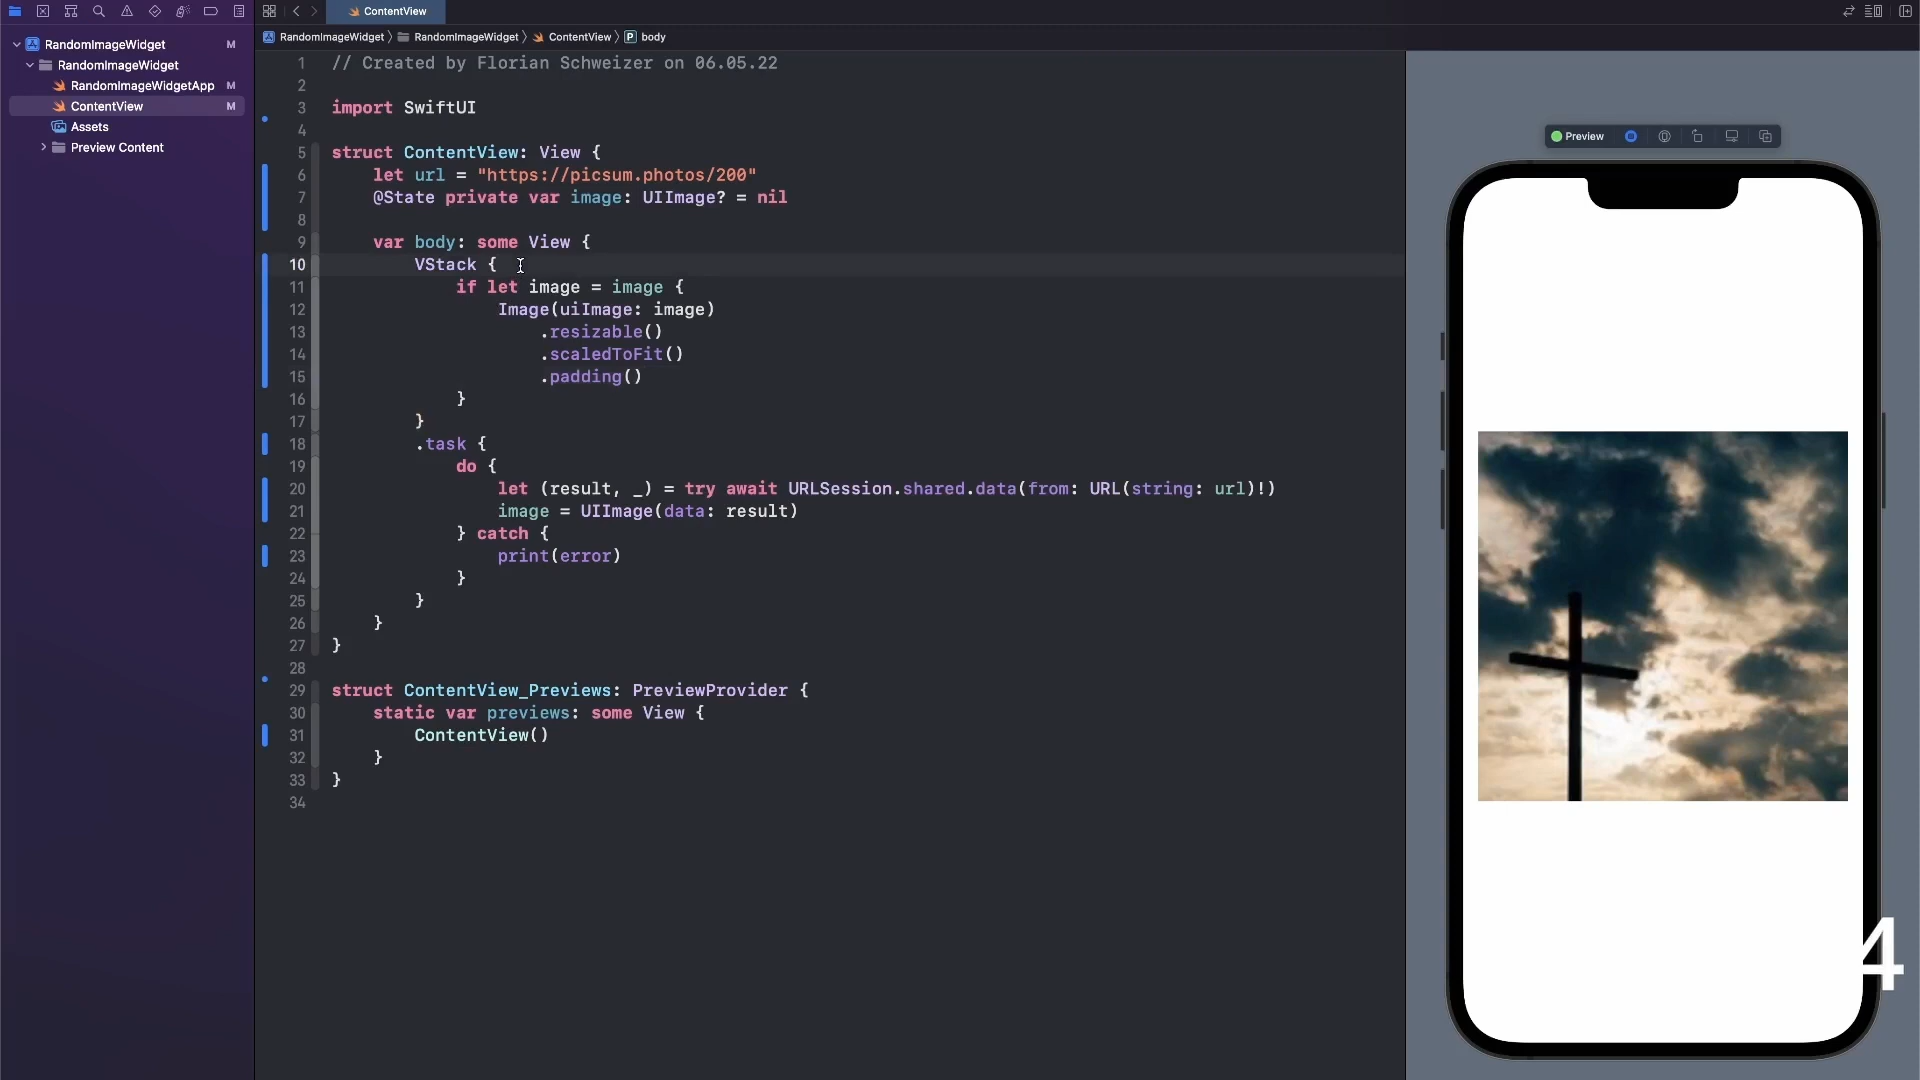 ContentView
RandomImageWidget M
RandomImageWidget
RandomImageWidgetApp M
ContentView M
Assets
Preview Content
RandomImageWidget RandomImageWidget ContentView P body
1 // Created by Florian Schweizer on 06.05.22
2
3 import SwiftUI
4
5 struct ContentView: View {
6 let url = "https://picsum.photos/200"
7 @State private var image: UIImage? = nil
8
9 var body: some View {
10 VStack {
11 if let image = image {
12 Image(uiImage: image)
13 .resizable()
14 .scaledToFit()
15 .padding()
16 }
17 }
18 .task {
19 do {
20 let (result, _) = try await URLSession.shared.data(from: URL(string: url)!)
21 image = UIImage(data: result)
22 } catch {
23 print(error)
24 }
25 }
26 }
27 }
28
29 struct ContentView_Previews: PreviewProvider {
30 static var previews: some View {
31 ContentView()
32 }
33 }
34
Preview
4